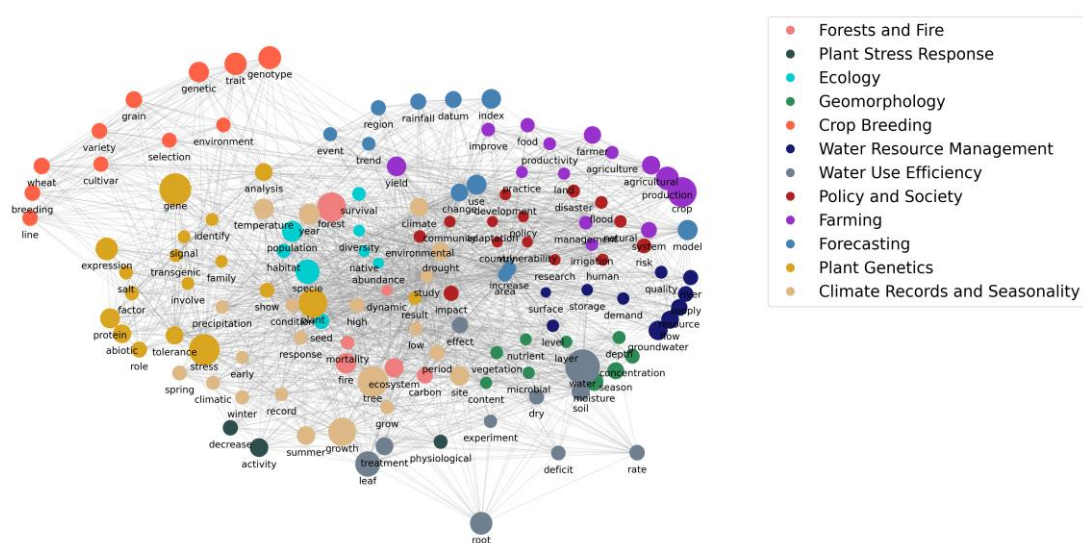 Forests and Fire
Plant Stress Response
Ecology
Geomorphology
Crop Breeding
Water Resource Management
Water Use Efficiency
Policy and Society
Farming
Forecasting
Plant Genetics
Climate Records and Seasonality
genotype
trait
genetic
grain
variety
environment
selection
wheat
cultivar
breeding
line
region
rainfall
datum
index
event
trend
improve
food
productivity
farmer
agriculture
agricultural
production
crop
yield
practice
land
analysis
gene
forest
survival
change
use
development
disaster
temperature
year
climate
community
adaptation
policy
flood
natural
management
model
identify
signal
population
diversity
environmental
country
vulnerability
irrigation
system
risk
expression
transgenic
family
habitat
native
abundance
drought
research
human
salt
involve
show
specie
dynamic
study
increase
area
quality
factor
precipitation
condition
plant
high
result
impact
surface
storage
demand
supply
resource
flow
groundwater
protein
abiotic
role
tolerance
stress
response
seed
mortality
low
effect
level
nutrient
layer
depth
early
fire
ecosystem
carbon
period
vegetation
microbial
water
concentration
season
moisture
soil
spring
climatic
winter
record
tree
site
content
dry
grow
experiment
decrease
activity
summer
growth
treatment
leaf
physiological
deficit
rate
root